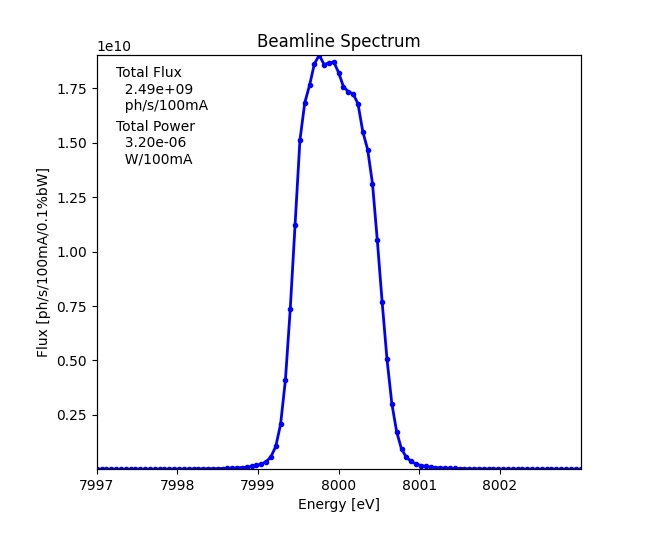 Beamline Spectrum
1e10
Total Flux
2.49e+09
ph/s/100mA
Total Power
3.20e-06
W/100mA
1.75
1.50
1.25
1.00
0.75
0.50
0.25
Flux [ph/s/100mA/0.1%bW]
7997 7998 7999 8000 8001 8002
Energy [eV]